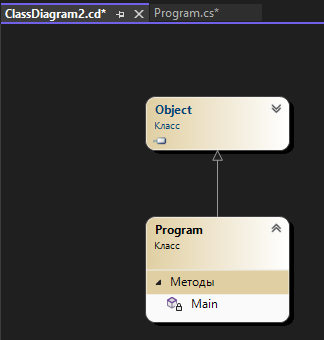 ClassDiagram2.cd*
Program.cs*
Object
Класс
Program
Класс
Методы
Main